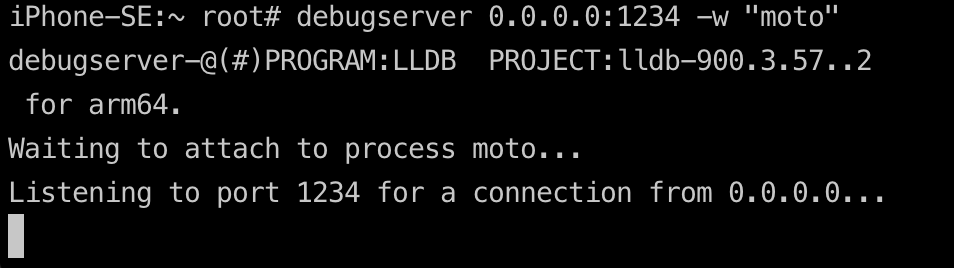 iPhone-SE:~ root# debugserver 0.0.0.0:1234 -w "moto"
debugserver-@(#)PROGRAM:LLDB  PROJECT:lldb-900.3.57..2
 for arm64.
Waiting to attach to process moto...
Listening to port 1234 for a connection from 0.0.0.0...